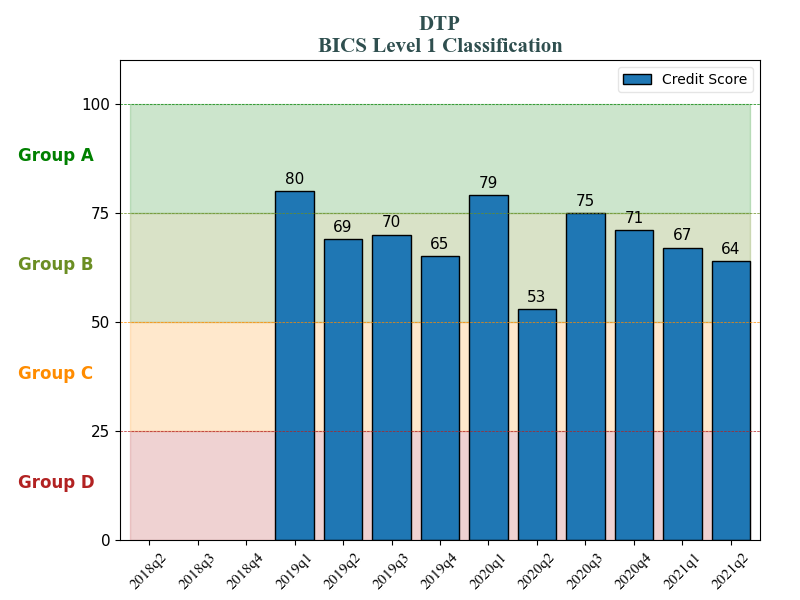 DTP
BICS Level 1 Classification
Credit Score
100
Group A
80
79
75
75
71
70
69
67
65
64
Group B
53
50
Group C
25
Group D
0
2018q2 2018q3 2018q4 2019q1 2019q2 2019q3 2019q4 2020q1 2020q2 2020q3 2020q4 2021q1 2021q2